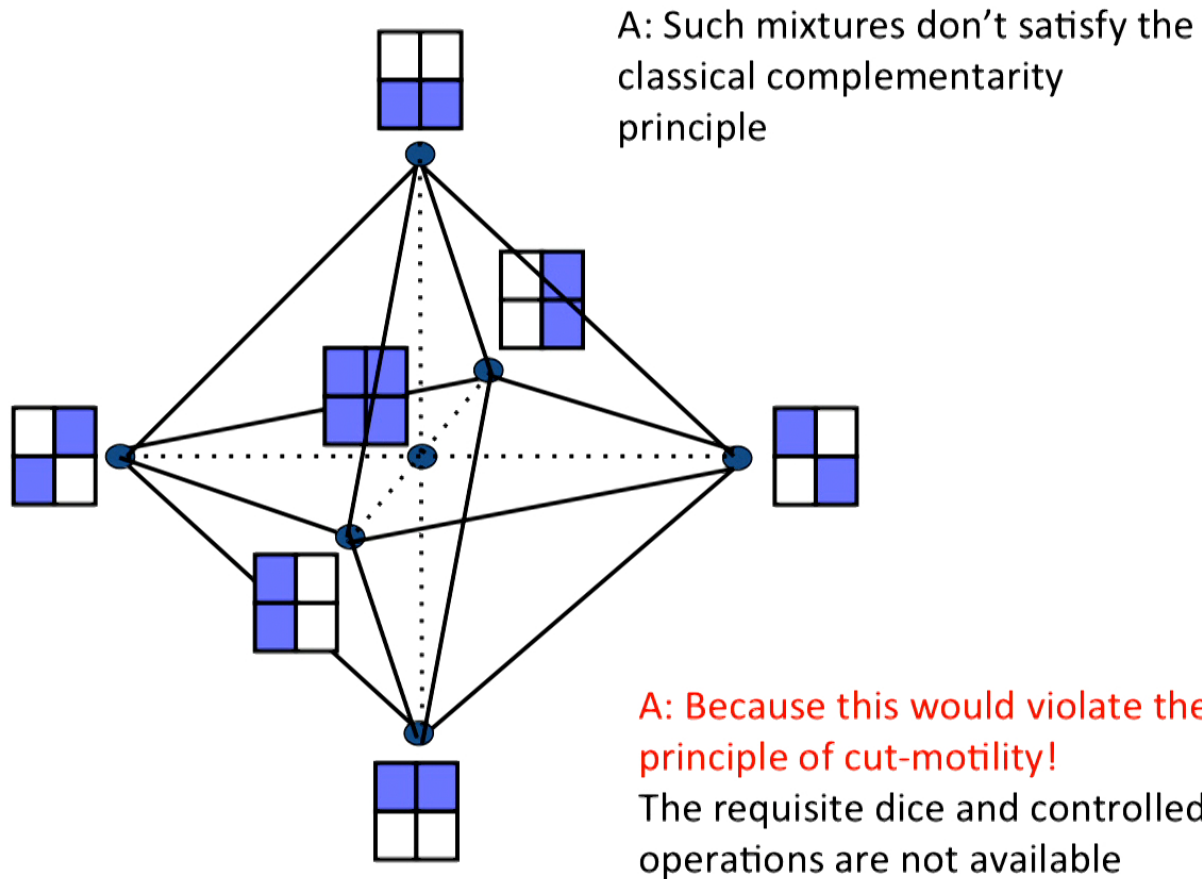 A: Such mixtures don't satisfy the
classical complementarity
principle
A: Because this would violate the
principle of cut-motility!
The requisite dice and controlled
operations are not available